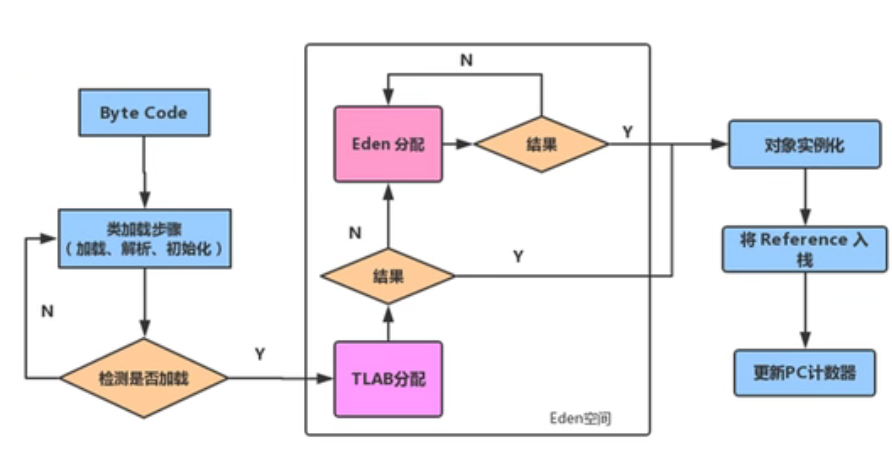 Byte Code
类加载步骤
（加载、解析、初始化）
N
检测是否加载
Y
N
Eden 分配
结果
Y
N
结果
Y
TLAB分配
Eden空间
对象实例化
将 Reference 入
栈
更新PC计数器